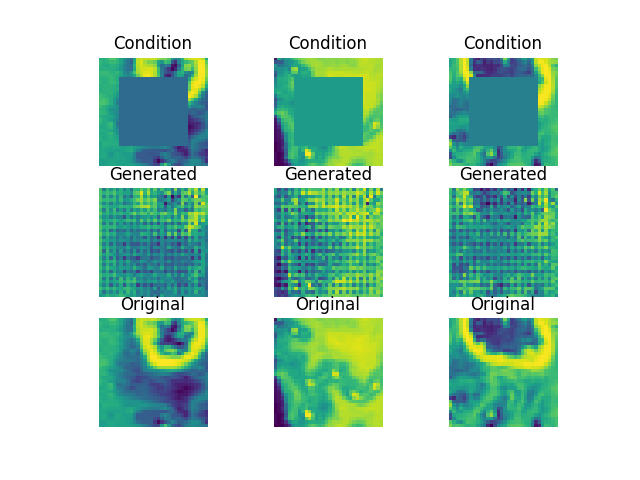 Condition Condition Condition
Generated Generated Generated
Original Original Original